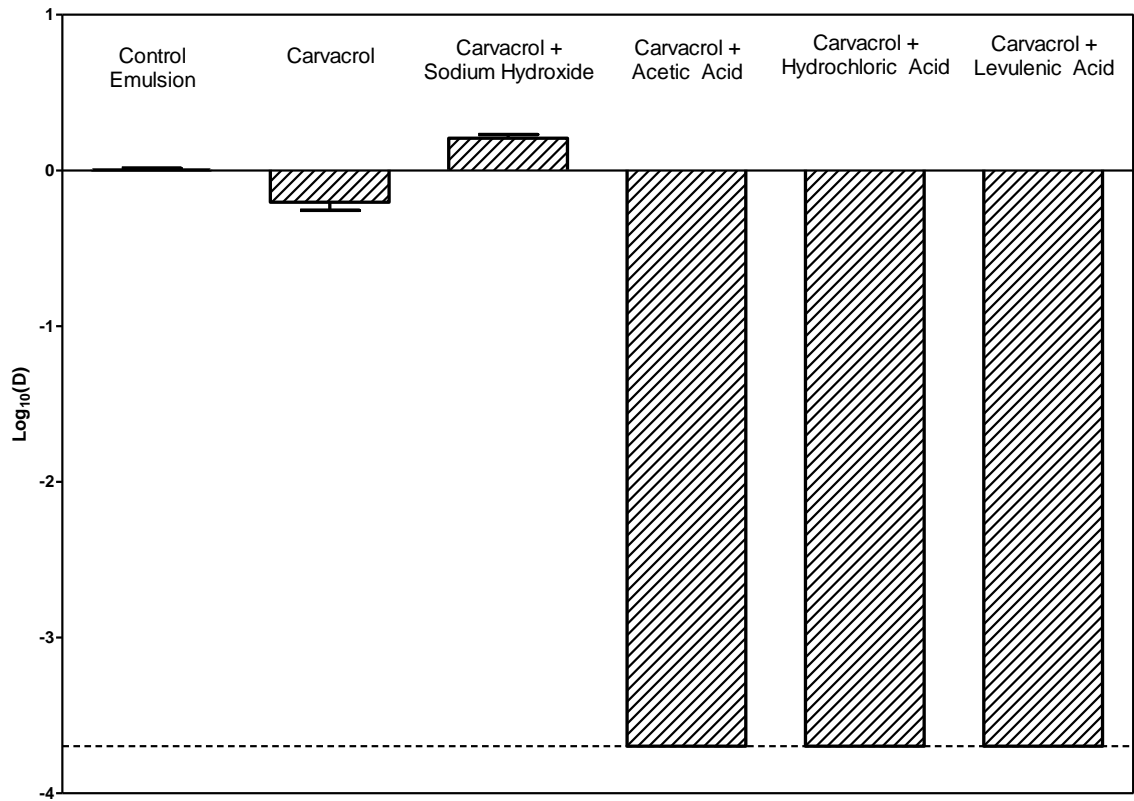 1
Control
Emulsion
Carvacrol
Carvacrol +
Sodium Hydroxide
Carvacrol +
Acetic Acid
Carvacrol +
Hydrochloric Acid
Carvacrol +
Levulenic Acid
0
-1
-2
-3
-4
Log₁₀(D)